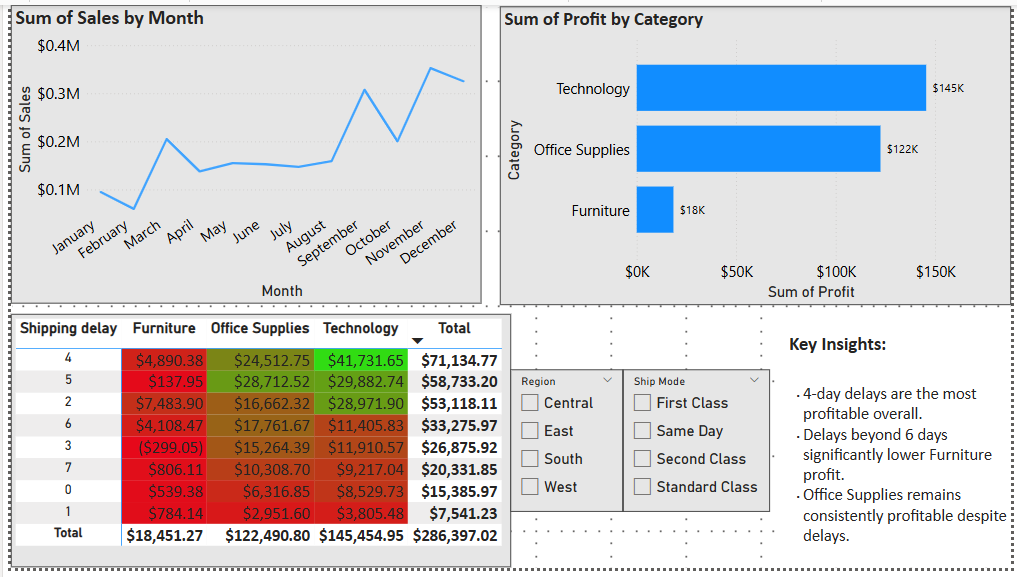 Sum of Sales by Month
$0.4M
$0.3M
$0.2M
$0.1M
Sum of Sales
January
February
March
April
May
June
July
August
September
October
November
December
Month
Sum of Profit by Category
Category
Technology
$145K
Office Supplies
$122K
Furniture
$18K
$0K $50K $100K $150K
Sum of Profit
Shipping delay Furniture Office Supplies Technology Total
4 $4,890.38 $24,512.75 $41,731.65 $71,134.77
5 $137.95 $28,712.52 $29,882.74 $58,733.20
2 $7,483.90 $16,662.32 $28,971.90 $53,118.11
6 $4,108.47 $17,761.67 $11,405.83 $33,275.97
3 ($299.05) $15,264.39 $11,910.57 $26,875.92
7 $806.11 $10,308.70 $9,217.04 $20,331.85
0 $539.38 $6,316.85 $8,529.73 $15,385.97
1 $784.14 $2,951.60 $3,805.48 $7,541.23
Total $18,451.27 $122,490.80 $145,454.95 $286,397.02
Region
Central
East
South
West
Ship Mode
First Class
Same Day
Second Class
Standard Class
Key Insights:
· 4-day delays are the most
profitable overall.
· Delays beyond 6 days
significantly lower Furniture
profit.
· Office Supplies remains
consistently profitable despite
delays.